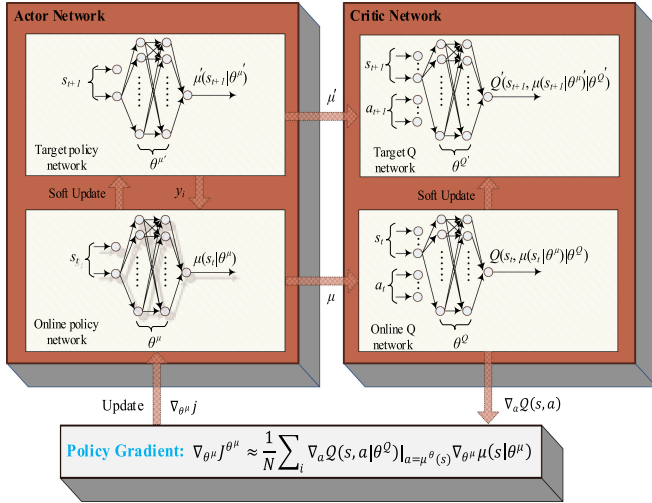 Actor Network
s_{t+1}
μ′(s_{t+1}|θ^{μ′})
θ^{μ′}
Target policy
network
Soft Update
y_i
s_t
μ(s_t|θ^μ)
θ^μ
Online policy
network
μ′
μ
Critic Network
s_{t+1}
a_{t+1}
Q′(s_{t+1}, μ(s_{t+1}|θ^μ)′|θ^{Q′})
θ^{Q′}
Target Q
network
Soft Update
s_t
a_t
Q(s_t, μ(s_t|θ^μ)|θ^Q)
θ^Q
Online Q
network
Update ∇_{θ^μ} j
∇_a Q(s, a)
Policy Gradient: ∇_{θ^μ} J^{θ^μ} ≈ 1/N ∑_i ∇_a Q(s, a|θ^Q)|_{a=μ^θ(s)} ∇_{θ^μ} μ(s|θ^μ)